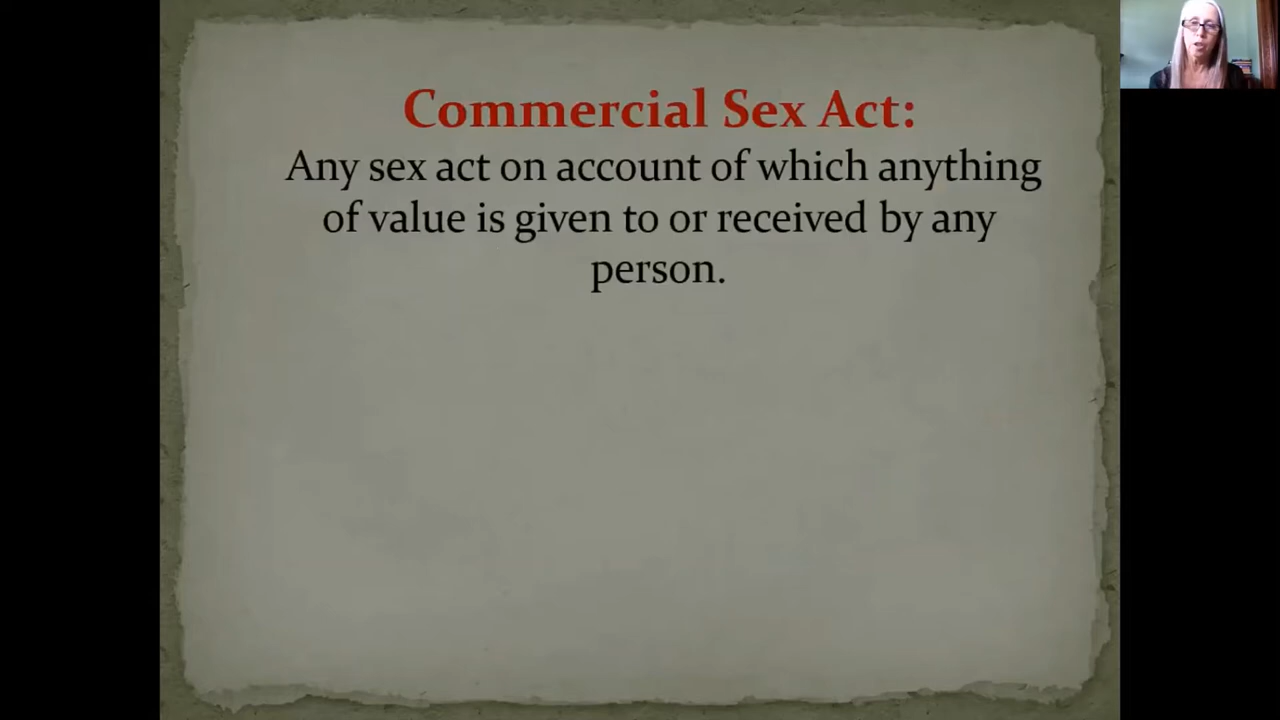 Commercial Sex Act:
Any sex act on account of which anything
of value is given to or received by any
person.